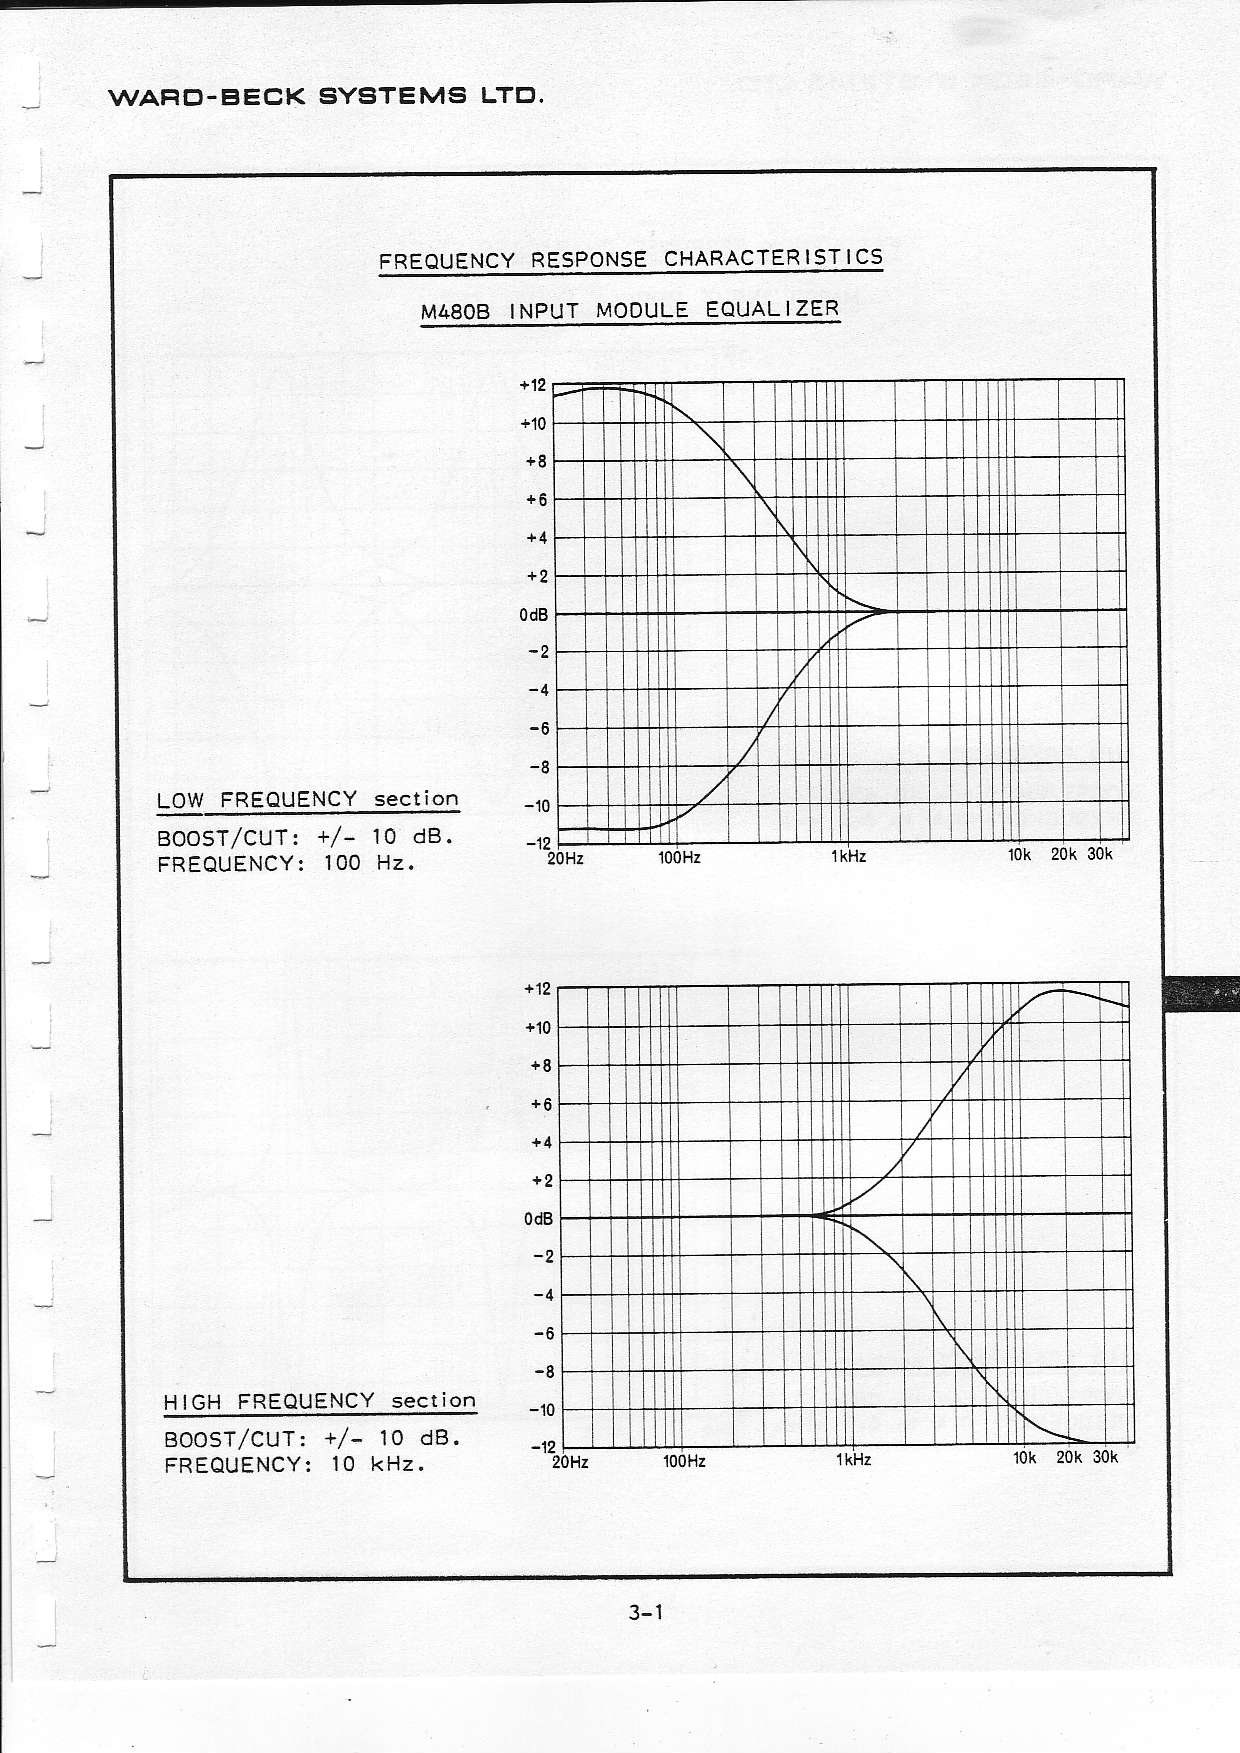 WARD-BECK SYSTEMS LTD.
FREQUENCY RESPONSE CHARACTERISTICS
M480B INPUT MODULE EQUALIZER
+12
+10
+8
+6
+4
+2
0dB
-2
-4
-6
-8
-10
-12
20Hz 100Hz 1kHz 10k 20k 30k
LOW FREQUENCY section
BOOST/CUT: +/- 10 dB.
FREQUENCY: 100 Hz.
+12
+10
+8
+6
+4
+2
0dB
-2
-4
-6
-8
-10
-12
20Hz 100Hz 1kHz 10k 20k 30k
HIGH FREQUENCY section
BOOST/CUT: +/- 10 dB.
FREQUENCY: 10 kHz.
3-1